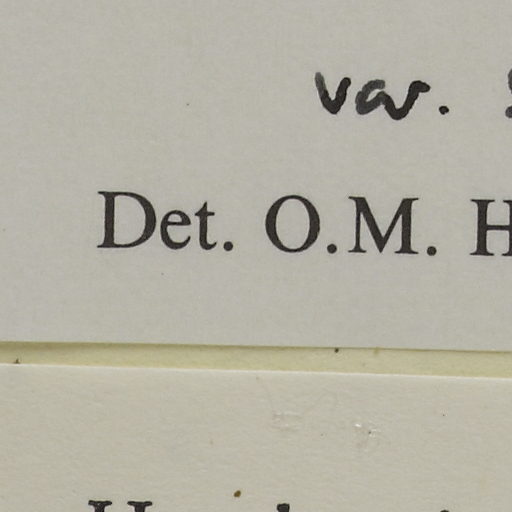 var.
Det. O.M. H